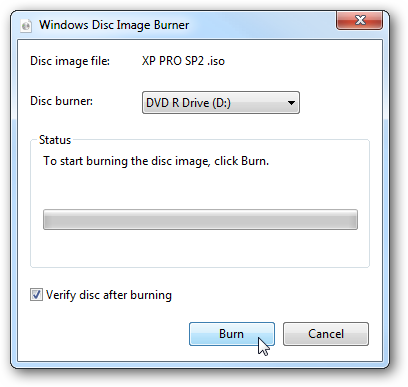 Windows Disc Image Burner
Disc image file: XP PRO SP2 .iso
Disc burner: DVD R Drive (D:)
Status
To start burning the disc image, click Burn.
Verify disc after burning
Burn Cancel